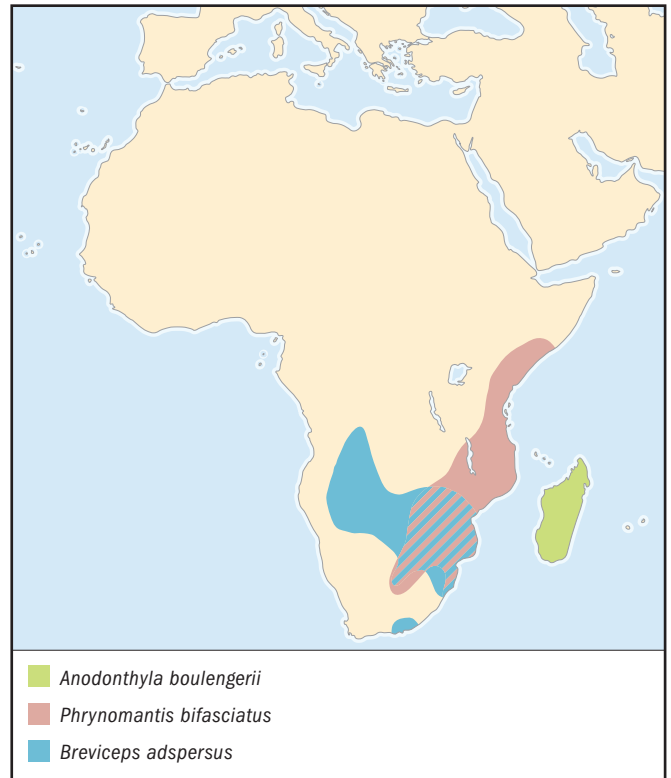 Anodonthyla boulengerii
Phrynomantis bifasciatus
Breviceps adspersus